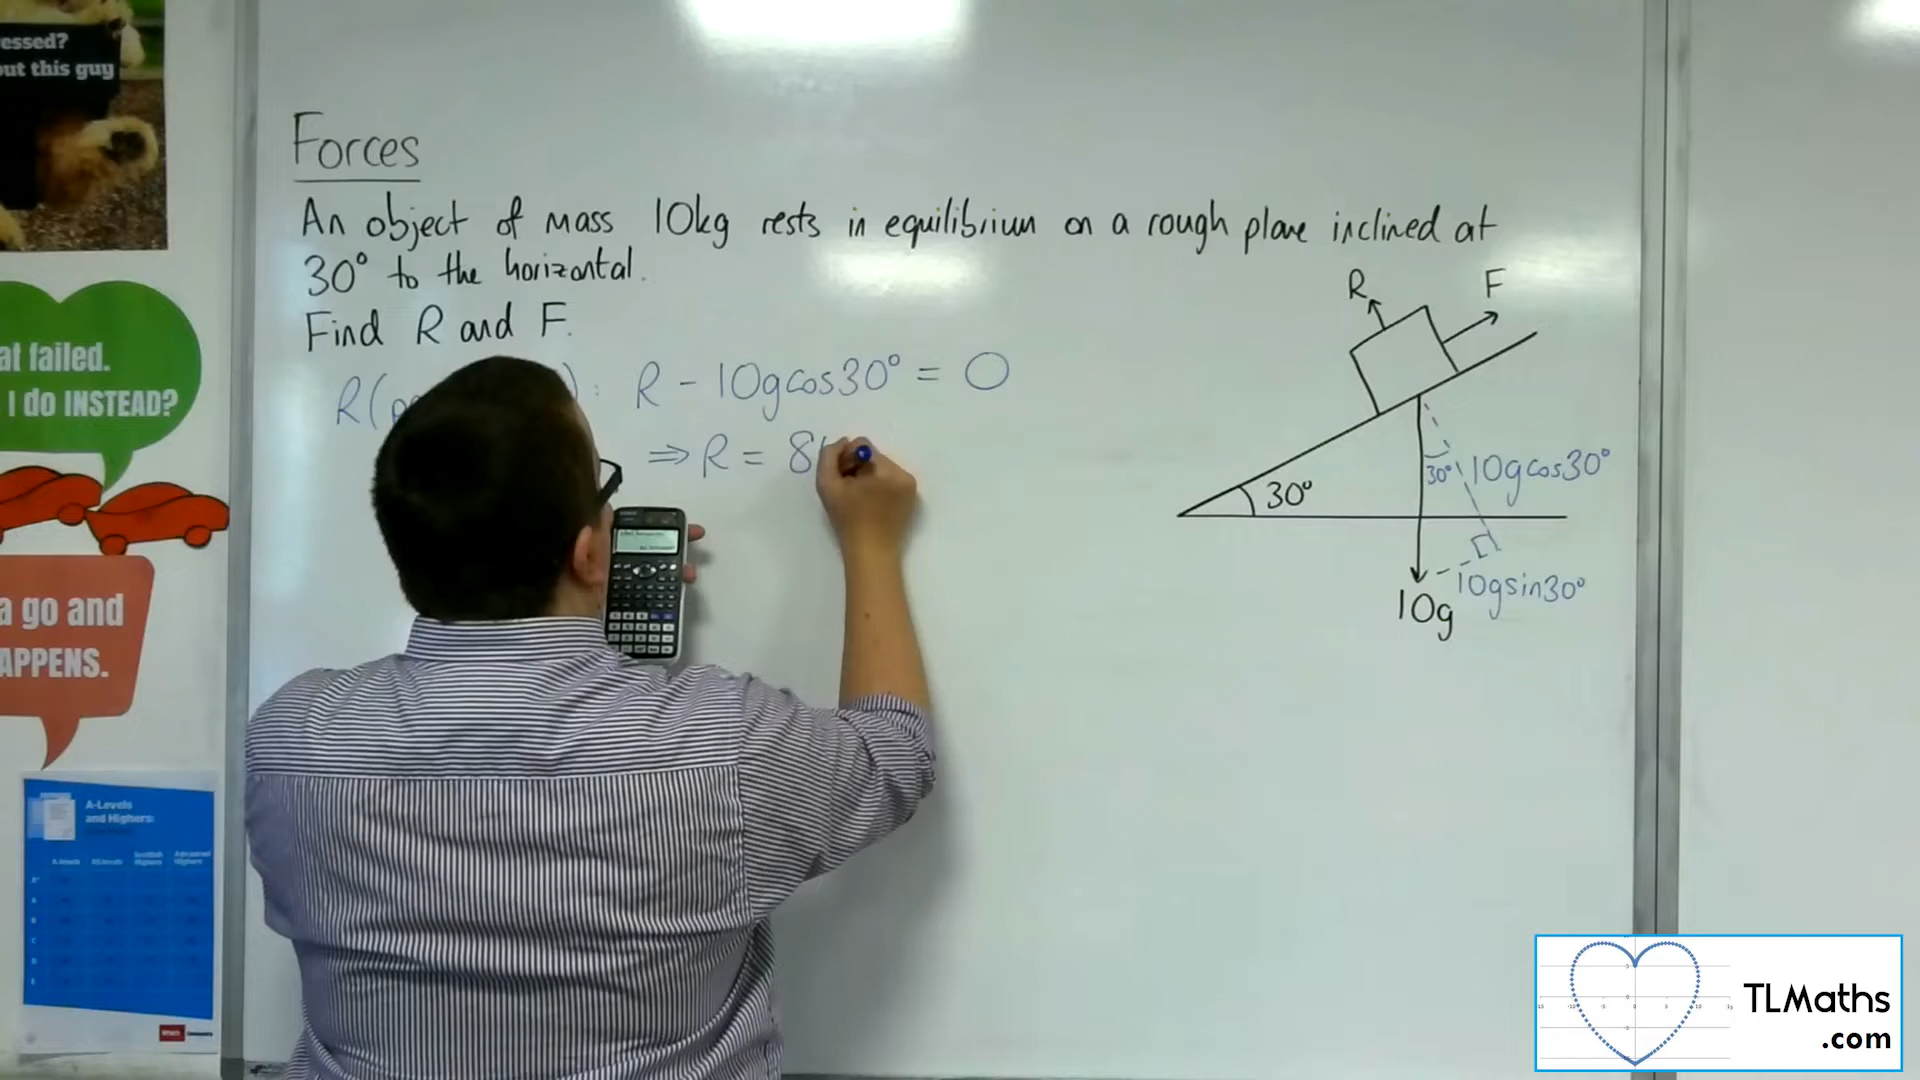 essed?
out this guy
at failed.
I do INSTEAD?
a go and
APPENS.
A-Levels
and Highers:
Forces
An object of mass 10kg rests in equilibrium on a rough plane inclined at
30° to the horizontal.
Find R and F.
R( : R - 10gcos30° = 0
⇒ R = 8
R
F
30°
30°
10gcos30°
10gsin30°
10g
TLMaths
.com